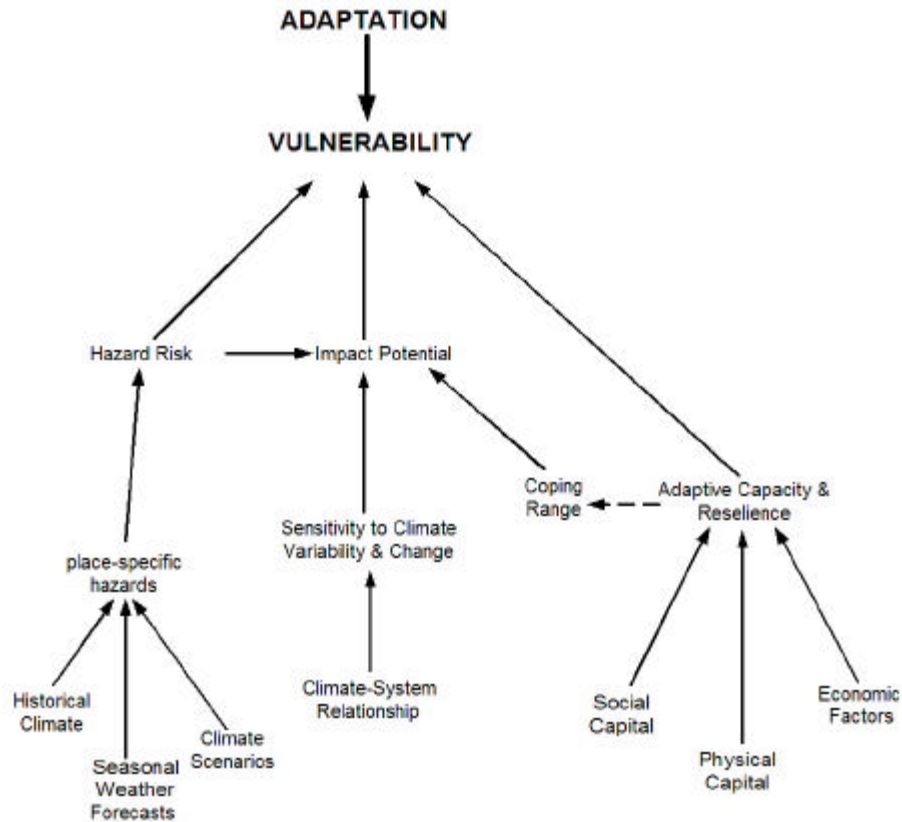 ADAPTATION
VULNERABILITY
Hazard Risk
Impact Potential
Coping
Range
Adaptive Capacity &
Reselience
Sensitivity to Climate
Variability & Change
place-specific
hazards
Historical
Climate
Seasonal
Weather
Forecasts
Climate
Scenarios
Climate-System
Relationship
Social
Capital
Physical
Capital
Economic
Factors